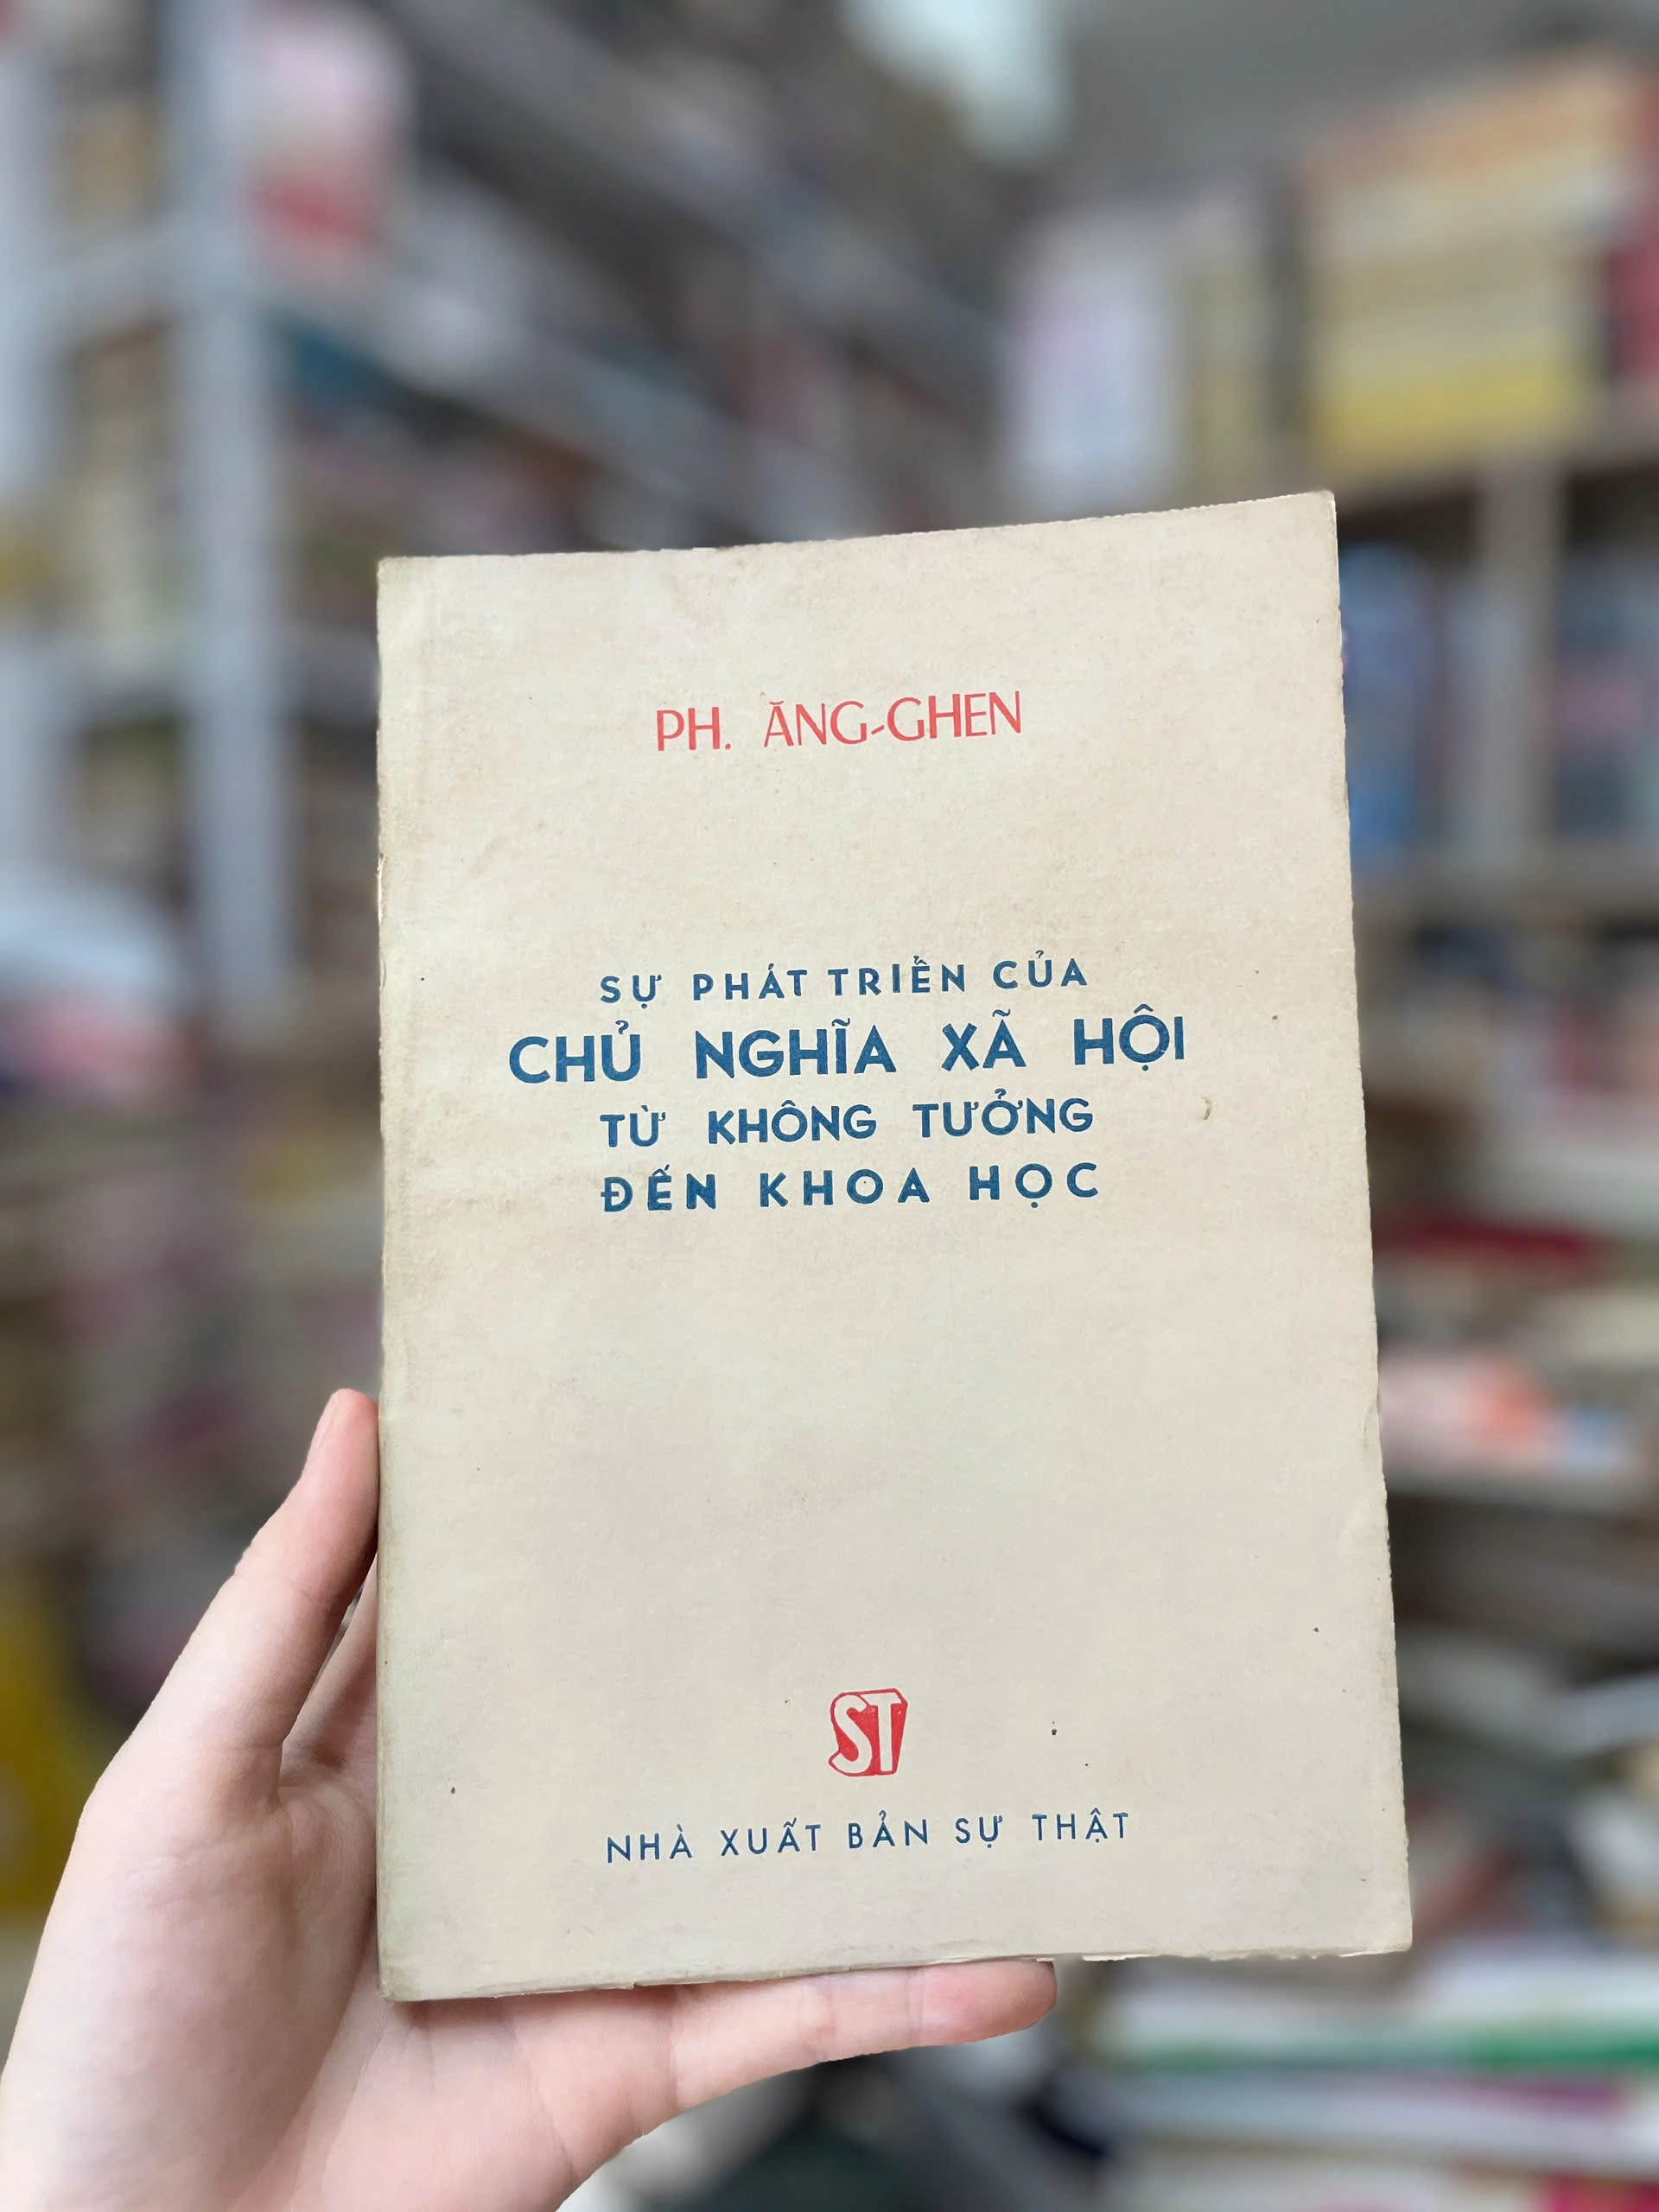 PH. ĂNG-GHEN
SỰ PHÁT TRIỂN CỦA
CHỦ NGHĨA XÃ HỘI
TỪ KHÔNG TƯỞNG
ĐẾN KHOA HỌC
ST
NHÀ XUẤT BẢN SỰ THẬT